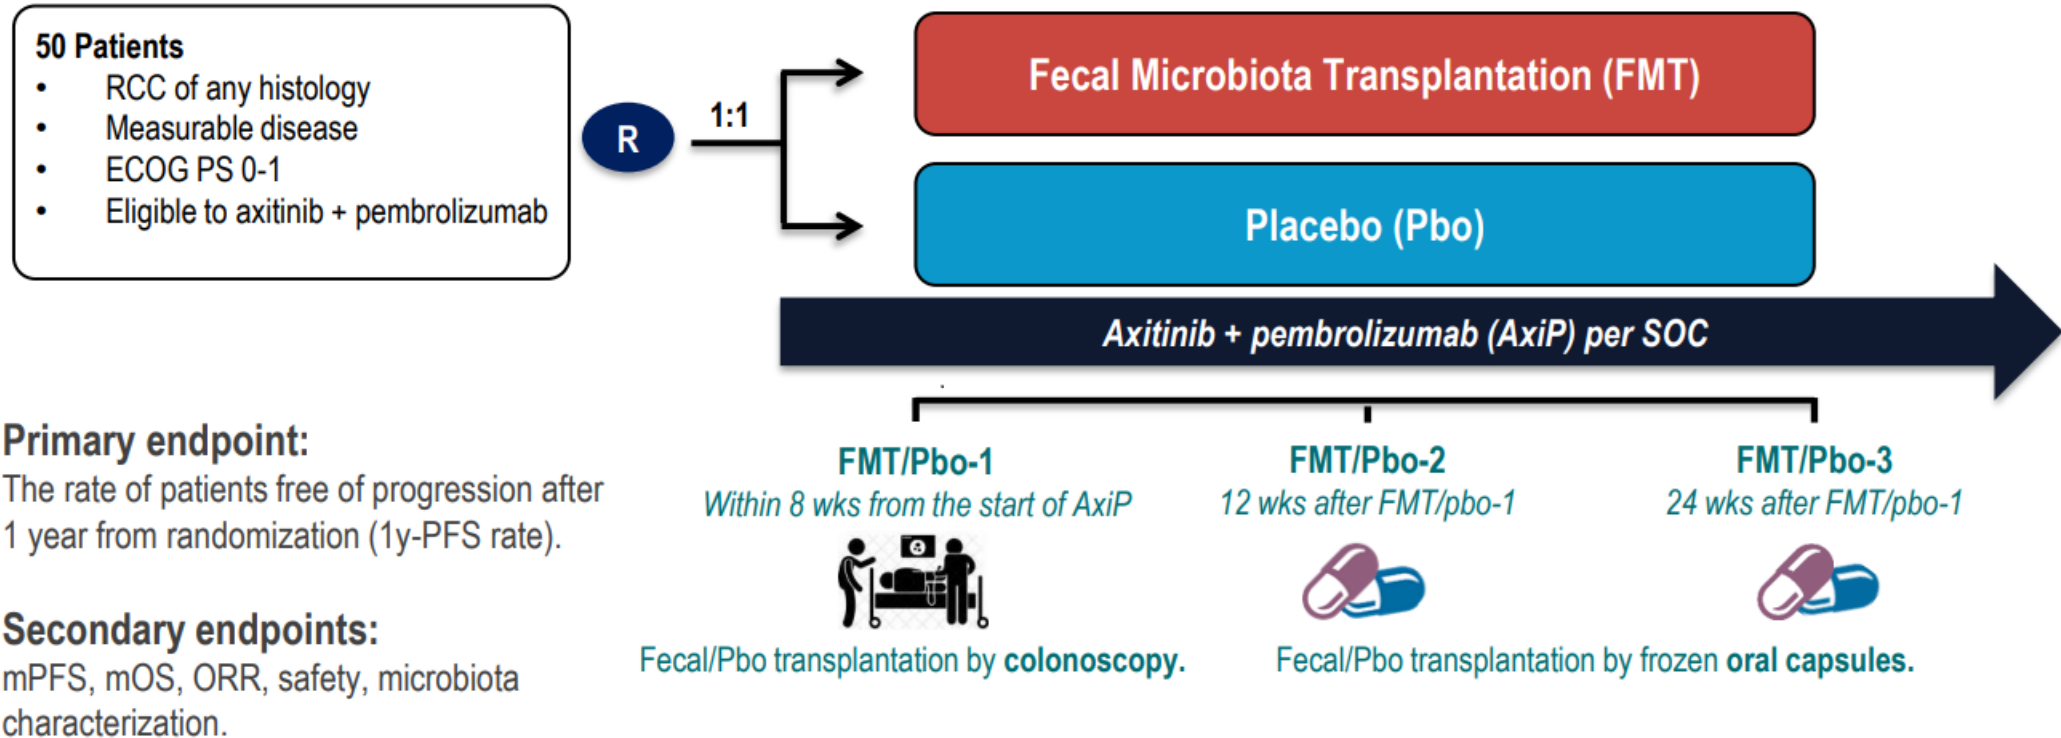 50 Patients
• RCC of any histology
• Measurable disease
• ECOG PS 0-1
• Eligible to axitinib + pembrolizumab
R
1:1
Fecal Microbiota Transplantation (FMT)
Placebo (Pbo)
Axitinib + pembrolizumab (AxiP) per SOC
Primary endpoint:
The rate of patients free of progression after
1 year from randomization (1y-PFS rate).
Secondary endpoints:
mPFS, mOS, ORR, safety, microbiota
characterization.
FMT/Pbo-1
Within 8 wks from the start of AxiP
Fecal/Pbo transplantation by colonoscopy.
FMT/Pbo-2
12 wks after FMT/pbo-1
FMT/Pbo-3
24 wks after FMT/pbo-1
Fecal/Pbo transplantation by frozen oral capsules.